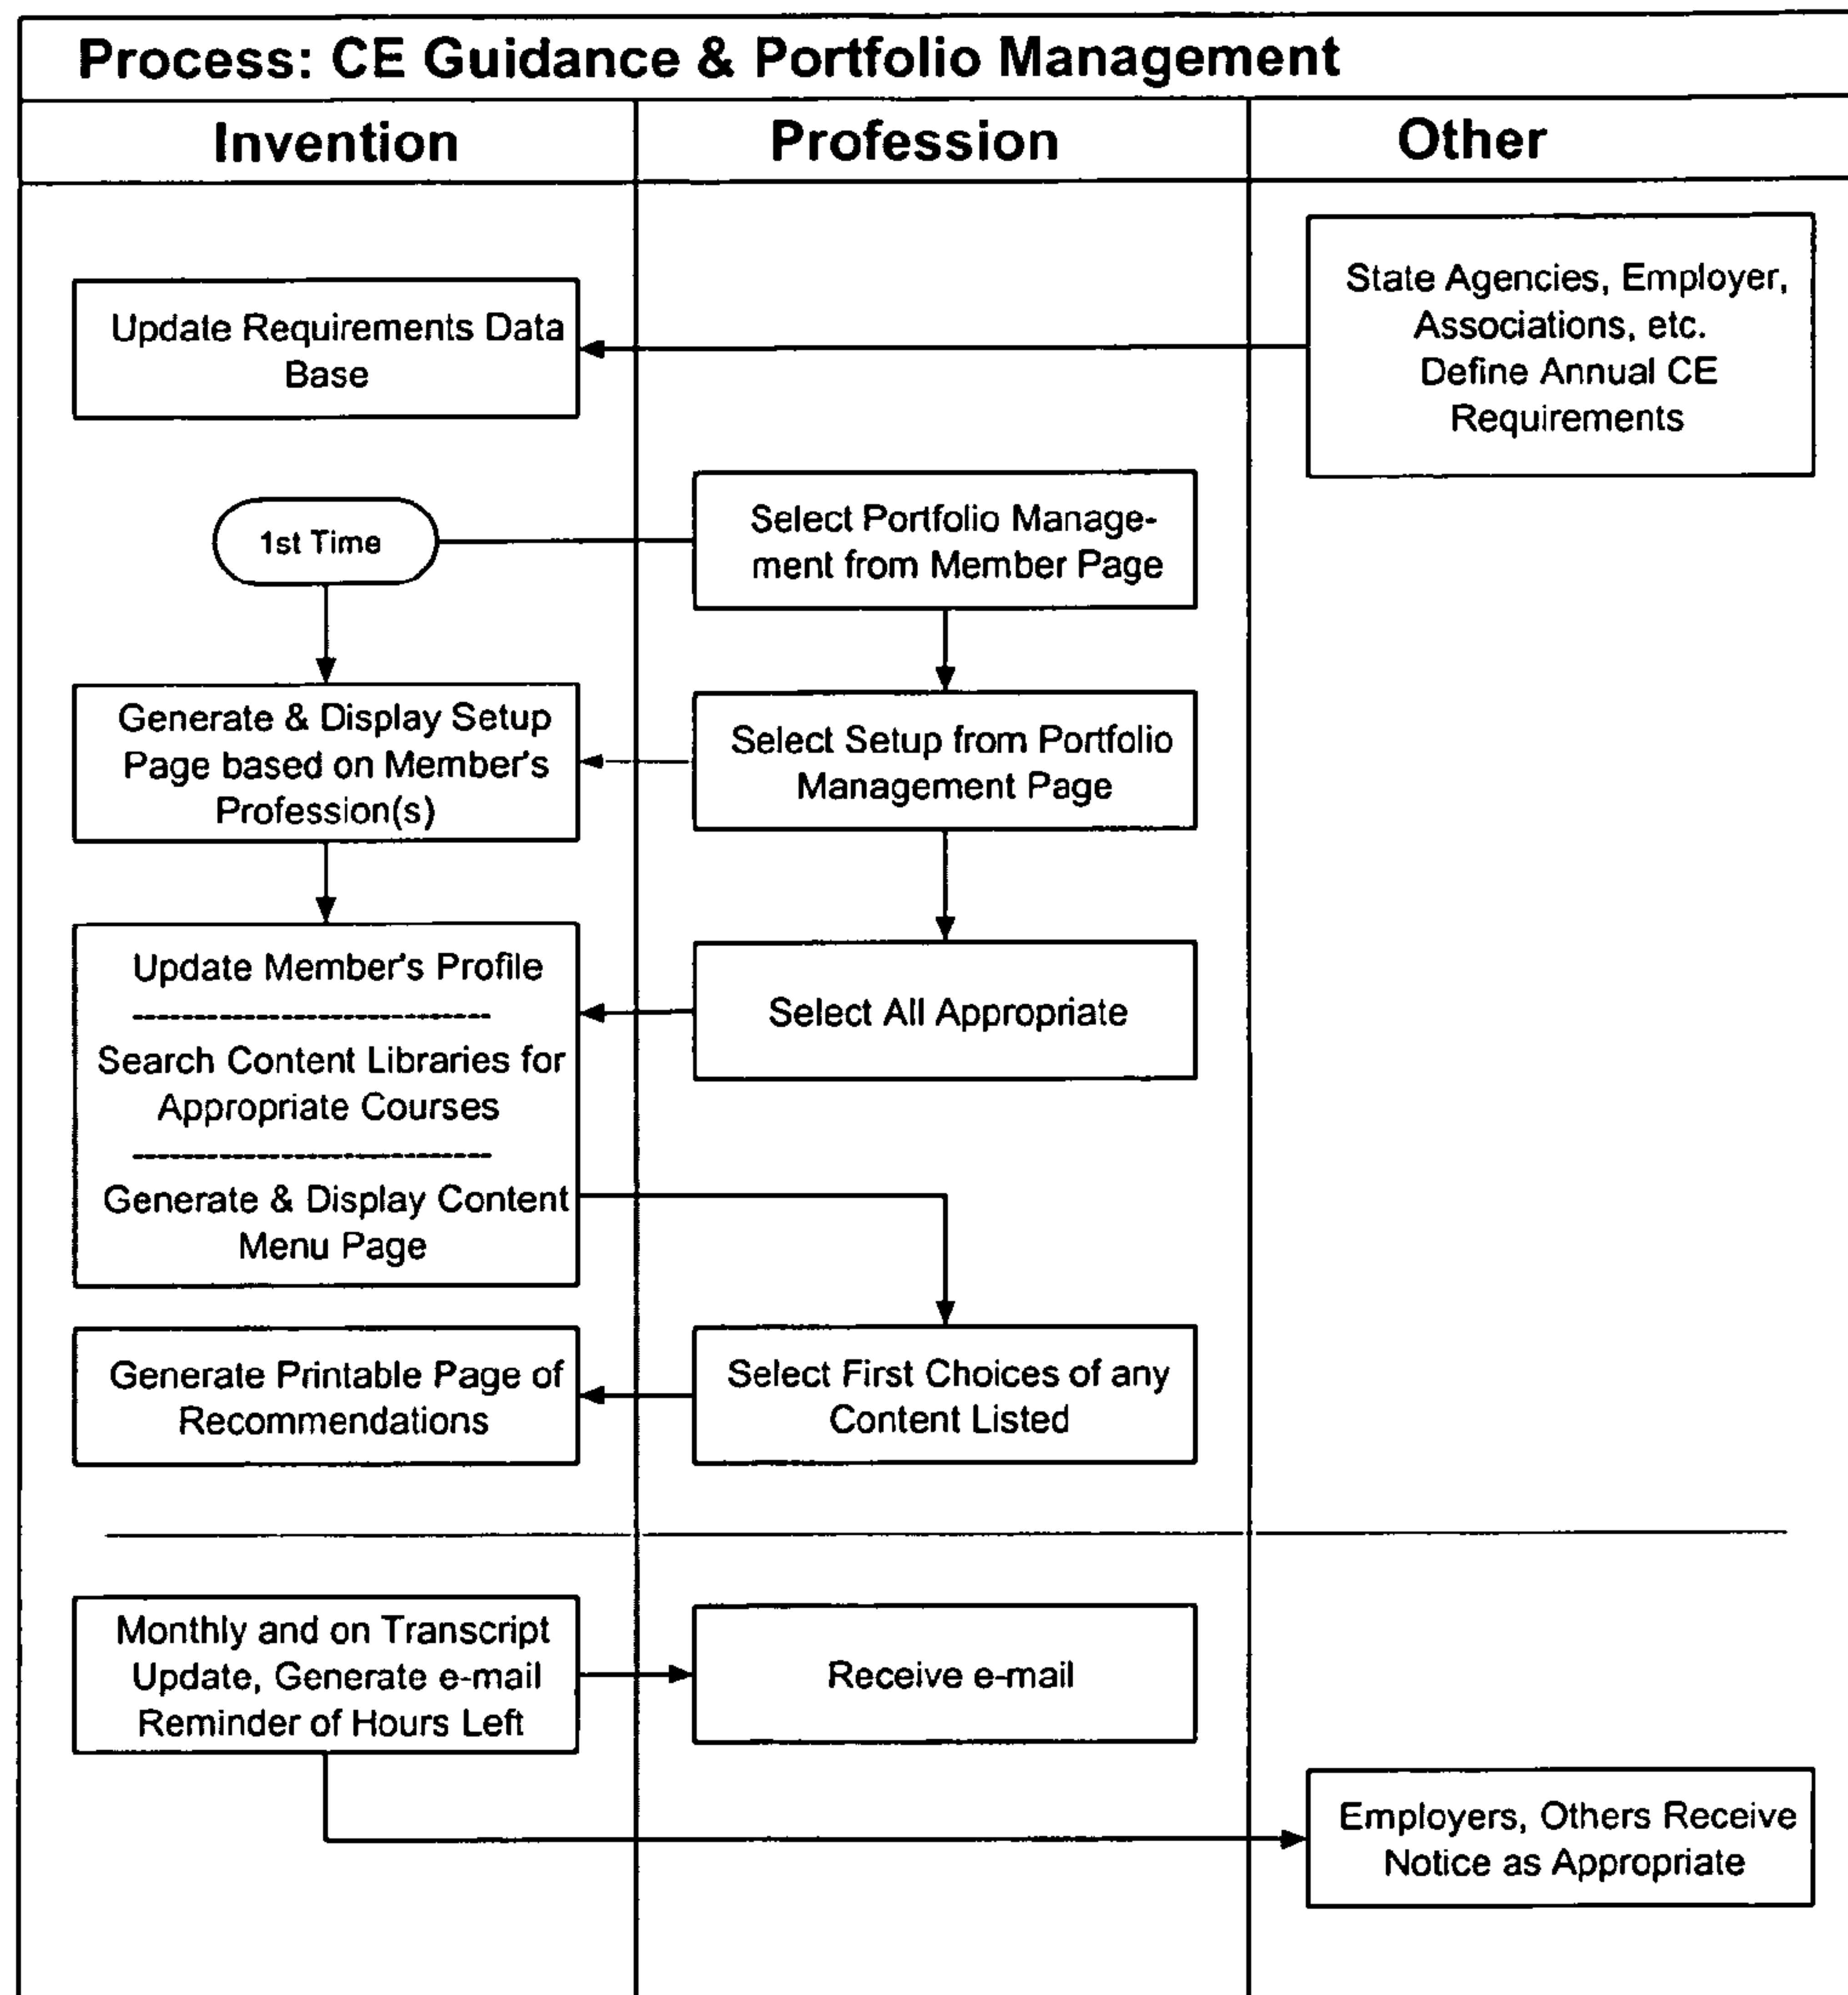 Process: CE Guidance & Portfolio Management
Invention
Profession
Other
State Agencies, Employer,
Associations, etc.
Define Annual CE
Requirements
Update Requirements Data
Base
Select Portfolio Manage-
ment from Member Page
1st Time
Generate & Display Setup
Page based on Member's
Profession(s)
Select Setup from Portfolio
Management Page
Update Member's Profile
Search Content Libraries for
Appropriate Courses
Generate & Display Content
Menu Page
Select All Appropriate
Generate Printable Page of
Recommendations
Select First Choices of any
Content Listed
Monthly and on Transcript
Update, Generate e-mail
Reminder of Hours Left
Receive e-mail
Employers, Others Receive
Notice as Appropriate